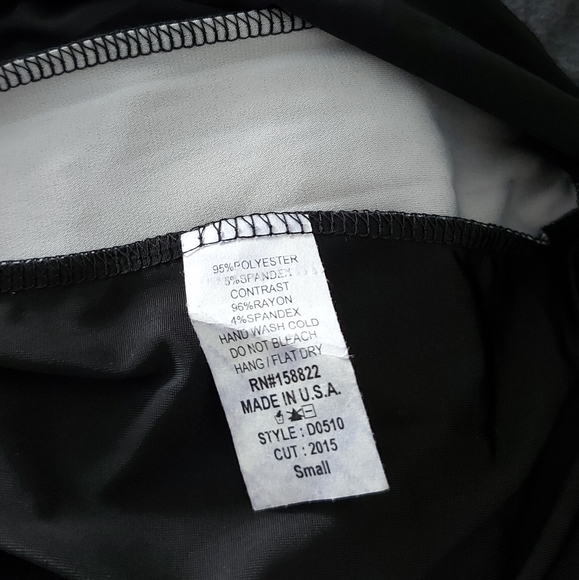 95%POLYESTER
5%SPANDEX
CONTRAST
96%RAYON
4%SPANDEX
HAND WASH COLD
DO NOT BLEACH
HANG / FLAT DRY
RN#158822
MADE IN U.S.A.
STYLE : D0510
CUT : 2015
Small